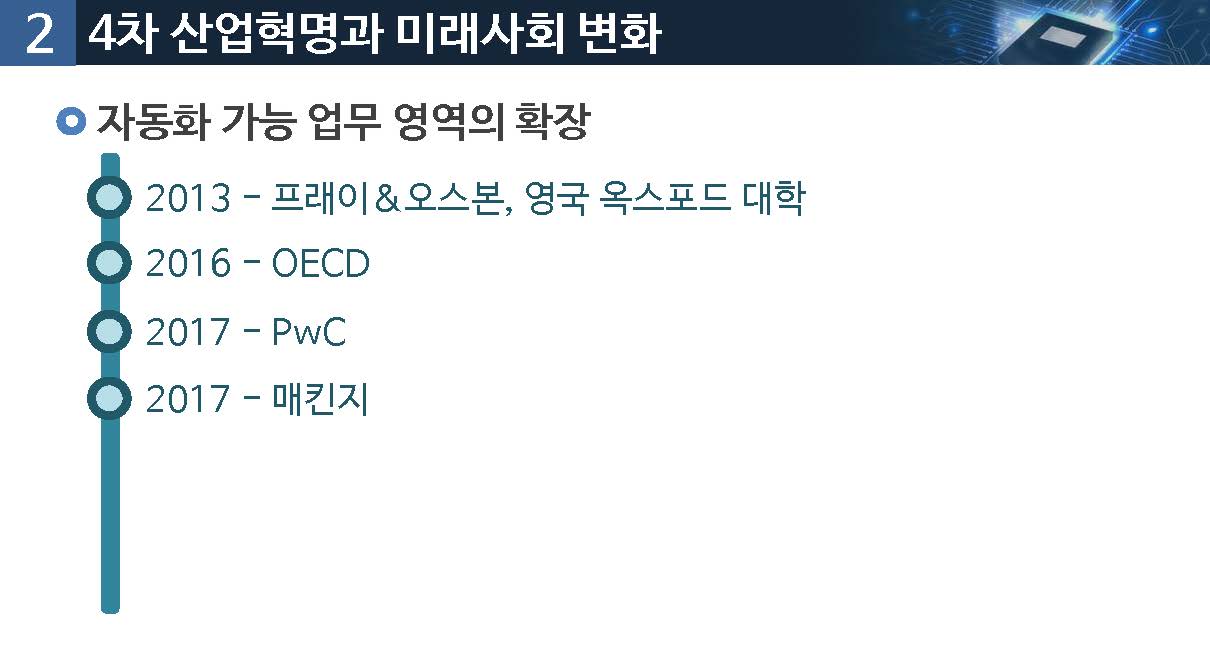 2 4차 산업혁명과 미래사회 변화
자동화 가능 업무 영역의 확장
2013 - 프래이&오스본, 영국 옥스포드 대학
2016 - OECD
2017 - PwC
2017 - 매킨지